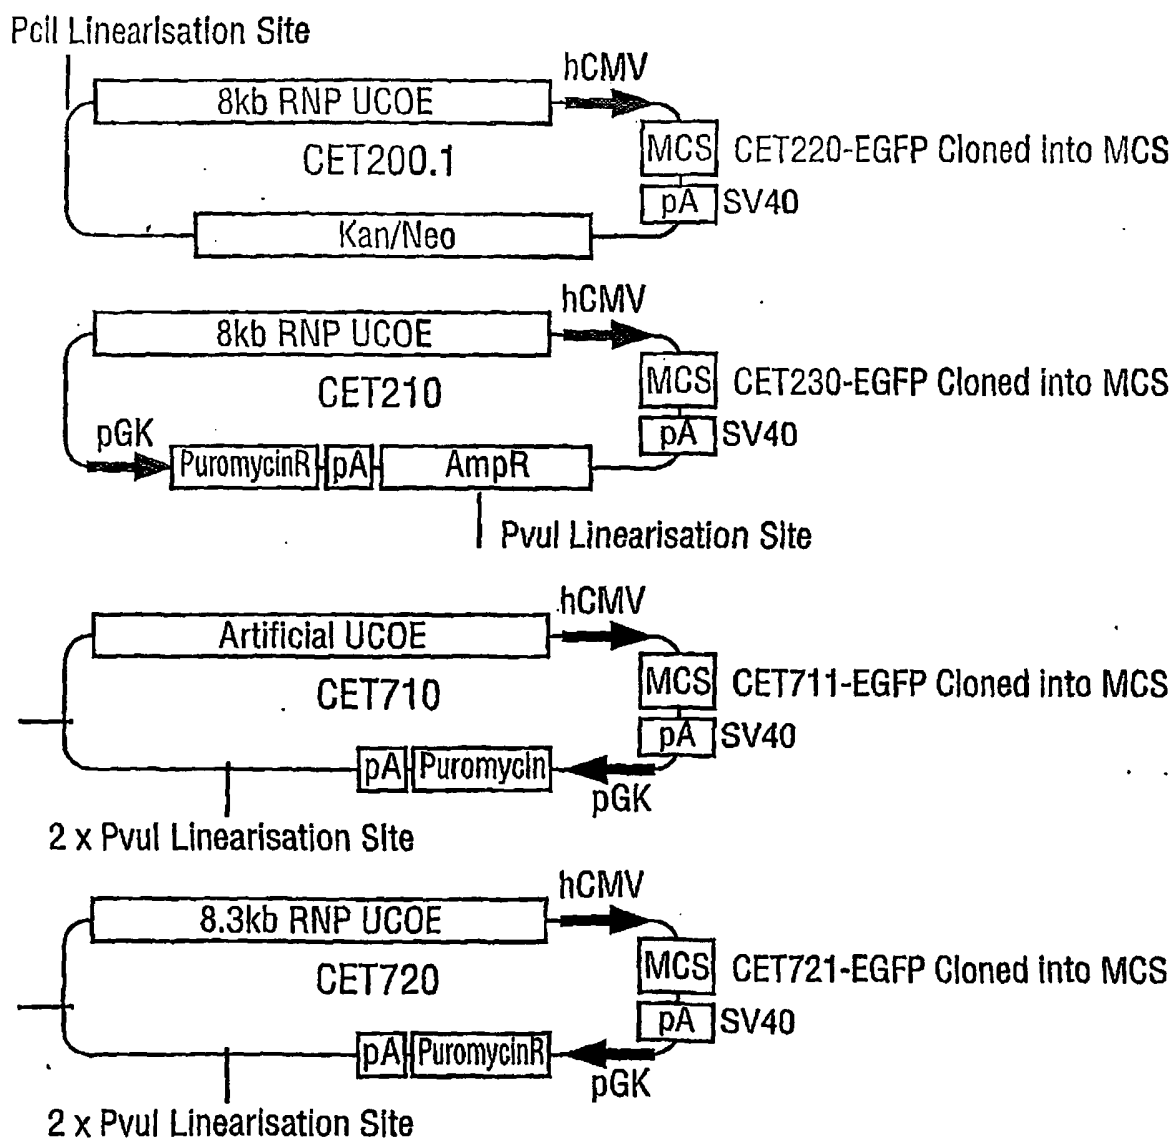 PciI Linearisation Site
hCMV
8kb RNP UCOE
CET200.1
MCS CET220-EGFP Cloned into MCS
pA SV40
Kan/Neo
hCMV
8kb RNP UCOE
CET210
MCS CET230-EGFP Cloned into MCS
pGK
pA SV40
PuromycinR pA AmpR
PvuI Linearisation Site
hCMV
Artificial UCOE
CET710
MCS CET711-EGFP Cloned into MCS
pA SV40
pA Puromycin
pGK
2 x PvuI Linearisation Site
hCMV
8.3kb RNP UCOE
CET720
MCS CET721-EGFP Cloned into MCS
pA SV40
pA PuromycinR
pGK
2 x PvuI Linearisation Site